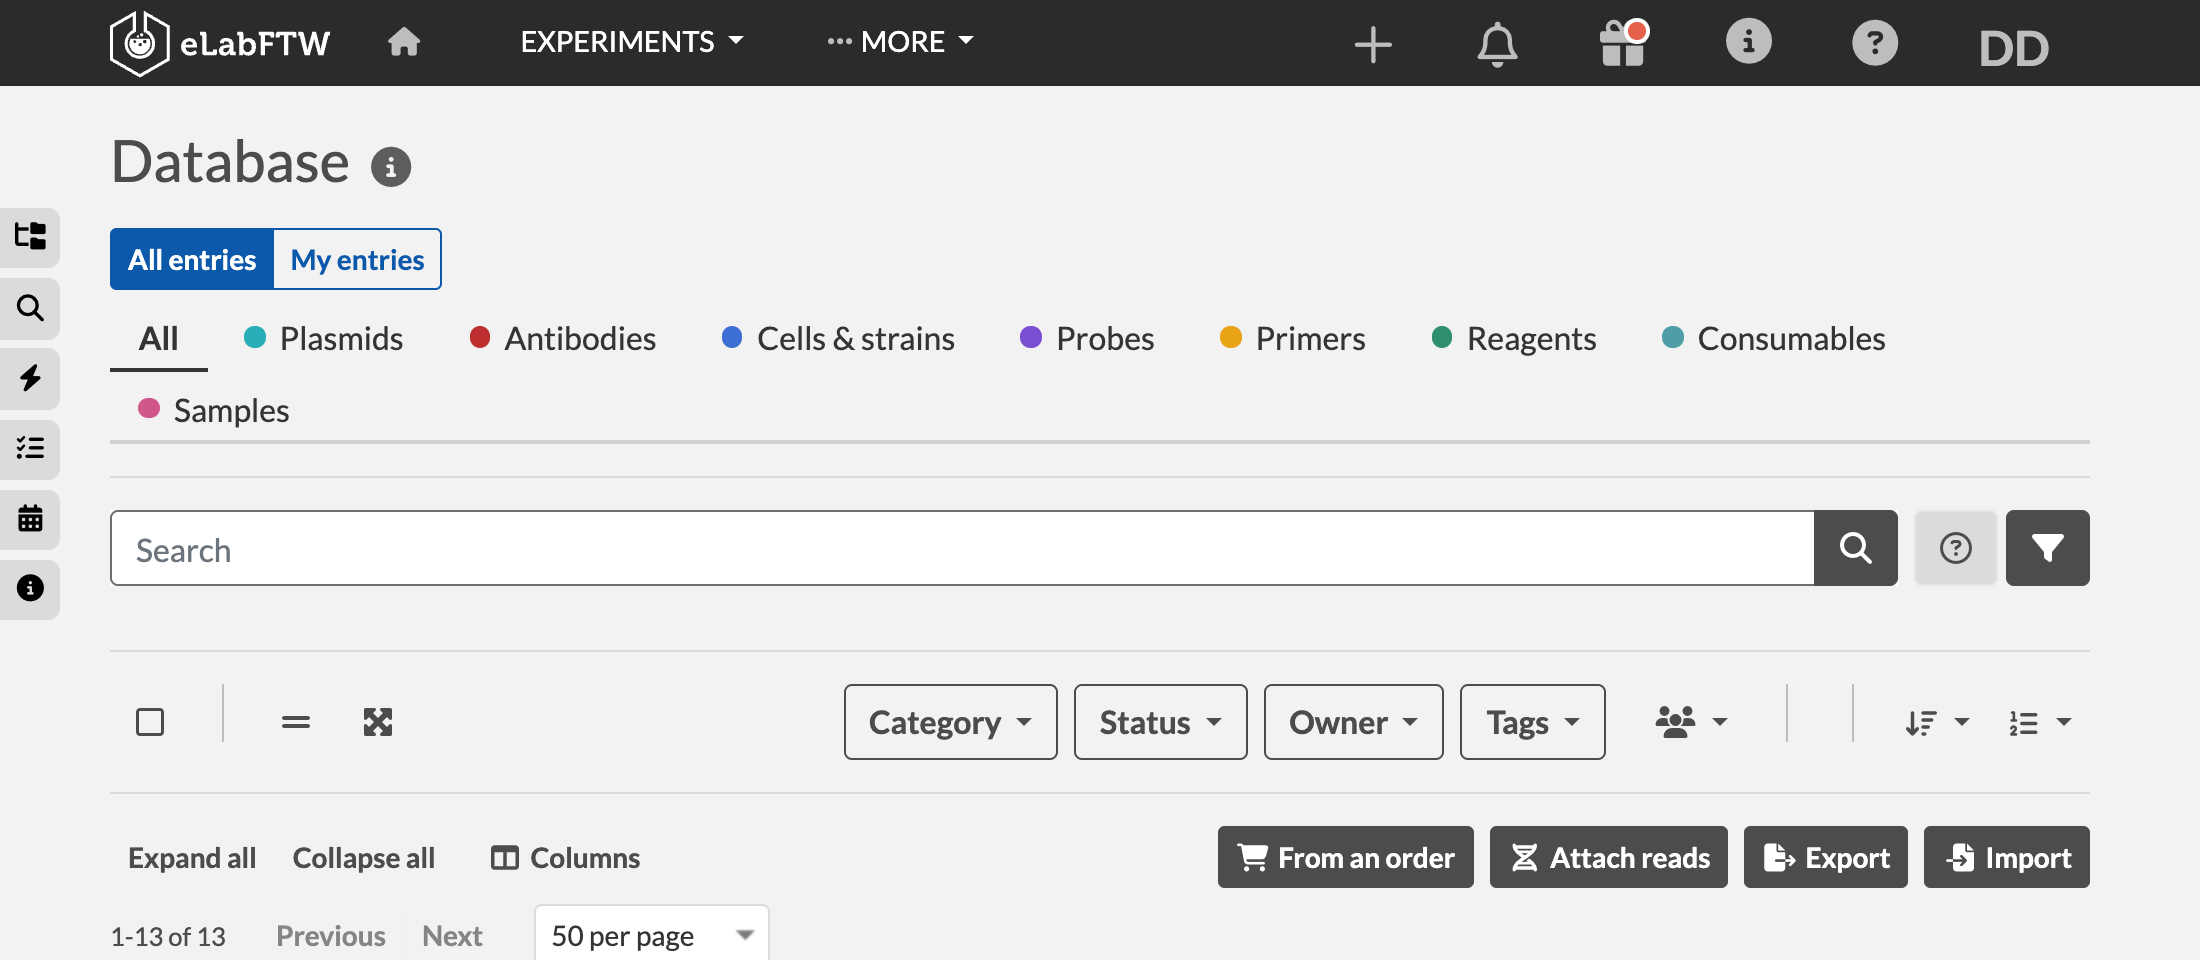 eLabFTW EXPERIMENTS MORE DD
Database
All entries My entries
All Plasmids Antibodies Cells & strains Probes Primers Reagents Consumables
Samples
Search
Category Status Owner Tags
Expand all Collapse all Columns From an order Attach reads Export Import
1-13 of 13 Previous Next 50 per page